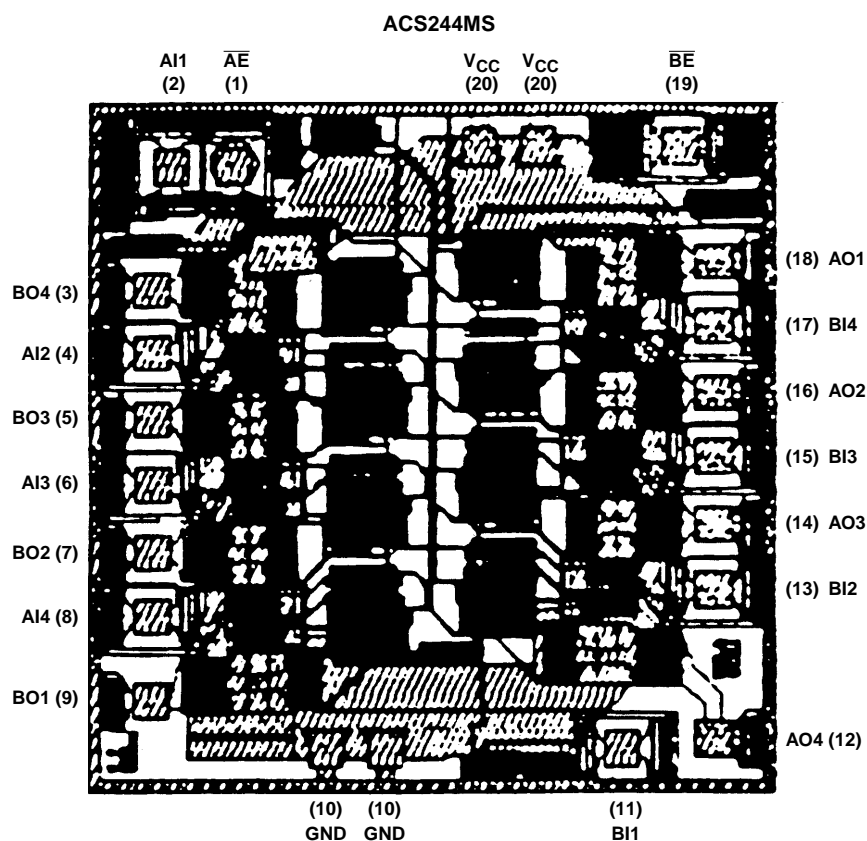 ACS244MS
AI1 AE VCC VCC BE
(2) (1) (20) (20) (19)
(18) AO1
BO4 (3)
(17) BI4
AI2 (4)
(16) AO2
BO3 (5)
(15) BI3
AI3 (6)
(14) AO3
BO2 (7)
(13) BI2
AI4 (8)
BO1 (9)
AO4 (12)
(10) (10) (11)
GND GND BI1